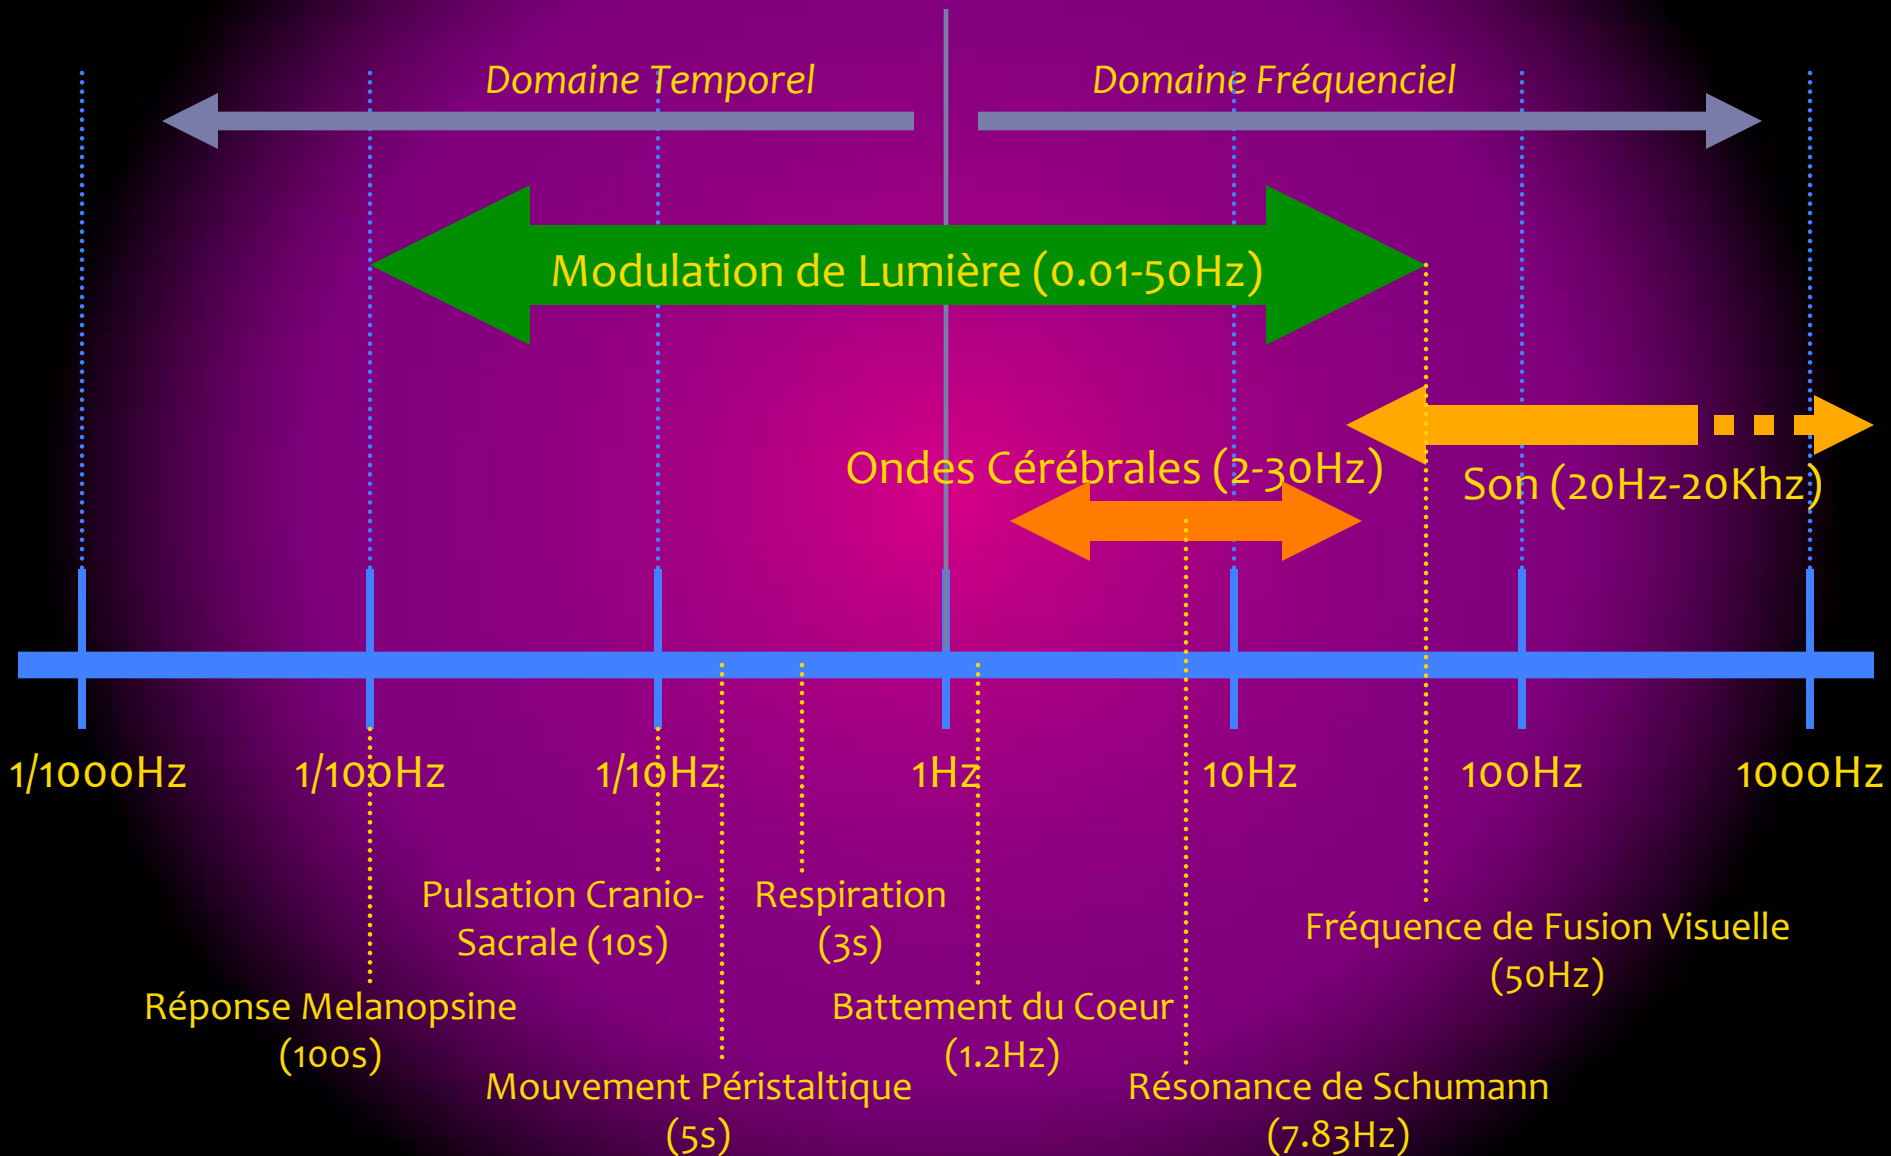 Domaine Temporel
Domaine Fréquenciel
Modulation de Lumière (0.01-50Hz)
Ondes Cérébrales (2-30Hz)
Son (20Hz-20Khz)
1/1000Hz
1/100Hz
1/10Hz
1Hz
10Hz
100Hz
1000Hz
Pulsation Cranio-
Sacrale (10s)
Respiration
(3s)
Fréquence de Fusion Visuelle
(50Hz)
Réponse Melanopsine
(100s)
Battement du Coeur
(1.2Hz)
Mouvement Péristaltique
(5s)
Résonance de Schumann
(7.83Hz)